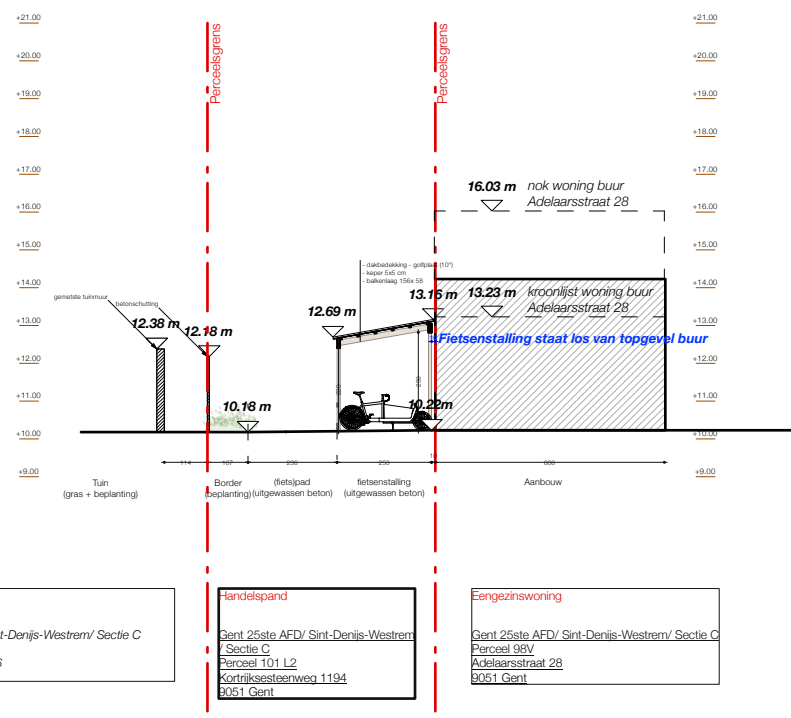 +21.00
+21.00
+20.00
+20.00
+19.00
+19.00
+18.00
+18.00
+17.00
+17.00
+16.00
+16.00
+15.00
+15.00
+14.00
+14.00
+13.00
+13.00
+12.00
+12.00
+11.00
+11.00
+10.00
+10.00
+9.00
+9.00
Perceelsgrens
Perceelsgrens
16.03 m
nok woning buur
Adelaarsstraat 28
- dakbedekking - golfplaat (10°)
- keper 5x5 cm
- balkenlaag 156x 58
gemetste tuinmuur
betonschutting
12.38 m
12.18 m
12.69 m
13.16 m
13.23 m
kroonlijst woning buur
Adelaarsstraat 28
Fietsenstalling staat los van topgevel buur
10.18 m
10.22m
114
107
236
250
10
Tuin
(gras + beplanting)
Border
(beplanting)
(fiets)pad
(uitgewassen beton)
fietsenstalling
(uitgewassen beton)
Aanbouw
t-Denijs-Westrem/ Sectie C
Handelspand
Gent 25ste AFD/ Sint-Denijs-Westrem
/ Sectie C
Perceel 101 L2
Kortrijksesteenweg 1194
9051 Gent
Eengezinswoning
Gent 25ste AFD/ Sint-Denijs-Westrem/ Sectie C
Perceel 98V
Adelaarsstraat 28
9051 Gent